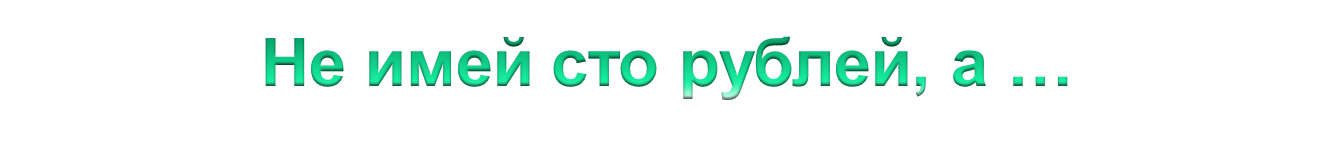 Не имей сто рублей, а ...